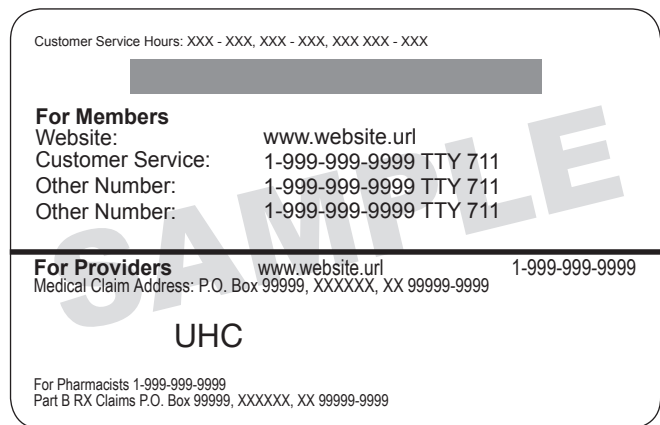 Customer Service Hours: XXX - XXX, XXX - XXX, XXX XXX - XXX
For Members
Website: www.website.url
Customer Service: 1-999-999-9999 TTY 711
Other Number: 1-999-999-9999 TTY 711
Other Number: 1-999-999-9999 TTY 711
SAMPLE
For Providers www.website.url 1-999-999-9999
Medical Claim Address: P.O. Box 99999, XXXXXX, XX 99999-9999
UHC
For Pharmacists 1-999-999-9999
Part B RX Claims P.O. Box 99999, XXXXXX, XX 99999-9999